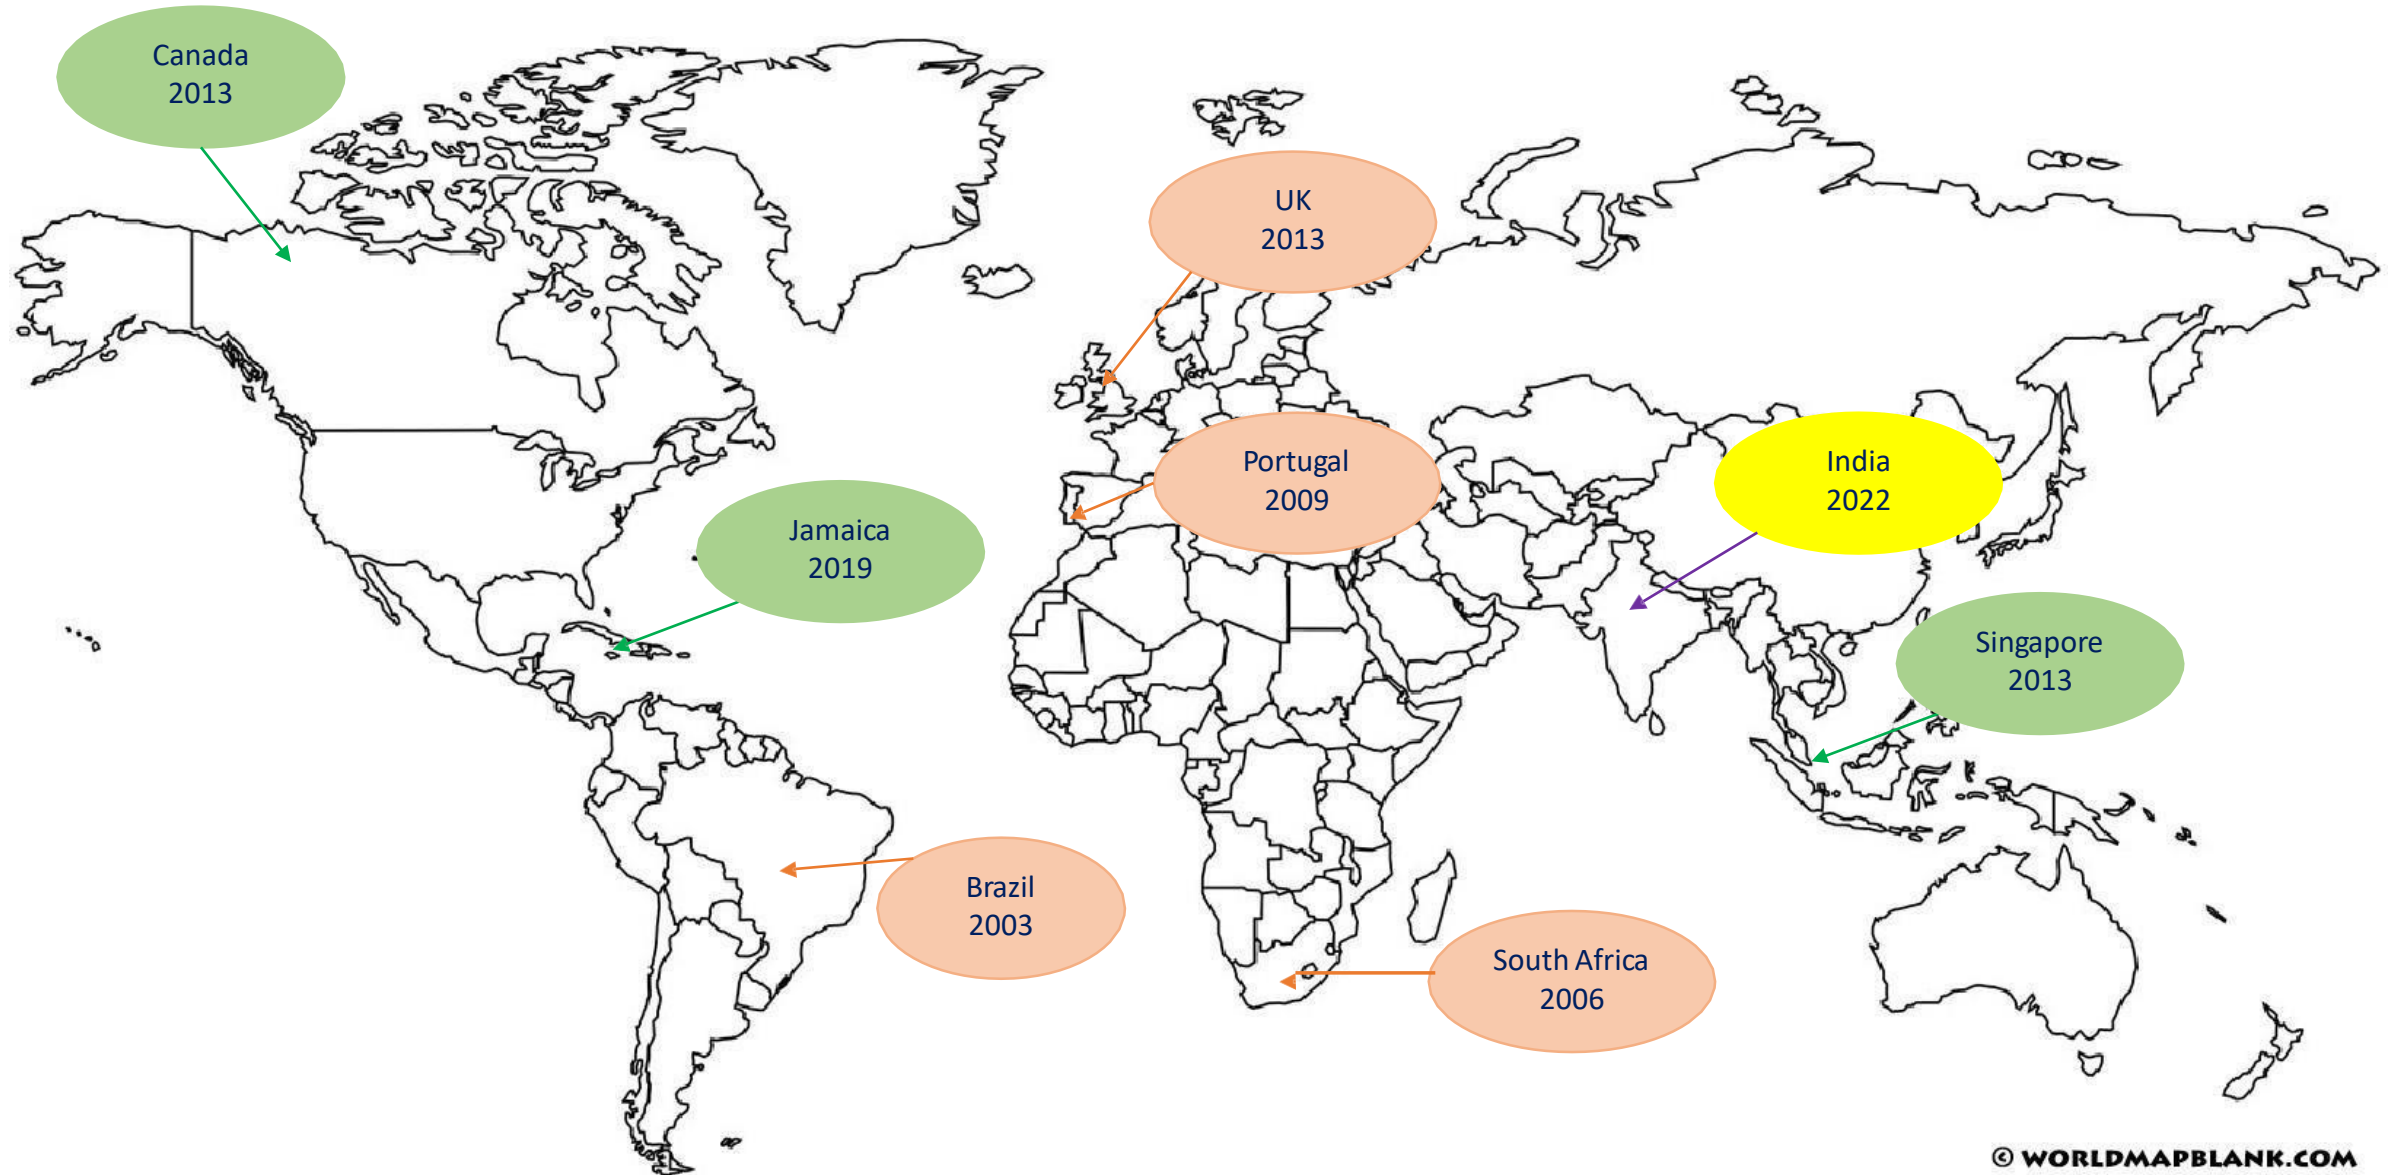 Canada
2013
UK
2013
Portugal
2009
India
2022
Jamaica
2019
Singapore
2013
Brazil
2003
South Africa
2006
© WORLDMAPBLANK.COM